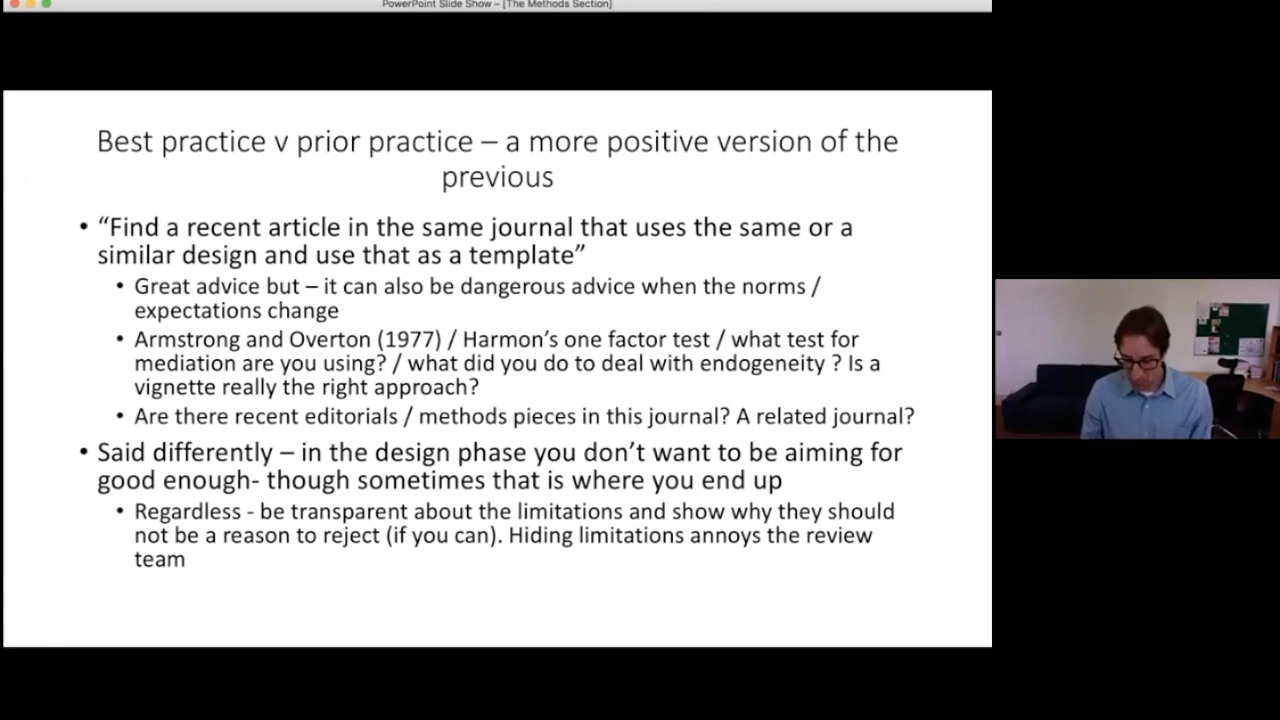 PowerPoint Slide Show – [The Methods Section]
Best practice v prior practice – a more positive version of the
previous
• “Find a recent article in the same journal that uses the same or a
similar design and use that as a template”
• Great advice but – it can also be dangerous advice when the norms /
expectations change
• Armstrong and Overton (1977) / Harmon’s one factor test / what test for
mediation are you using? / what did you do to deal with endogeneity ? Is a
vignette really the right approach?
• Are there recent editorials / methods pieces in this journal? A related journal?
• Said differently – in the design phase you don’t want to be aiming for
good enough- though sometimes that is where you end up
• Regardless - be transparent about the limitations and show why they should
not be a reason to reject (if you can). Hiding limitations annoys the review
team